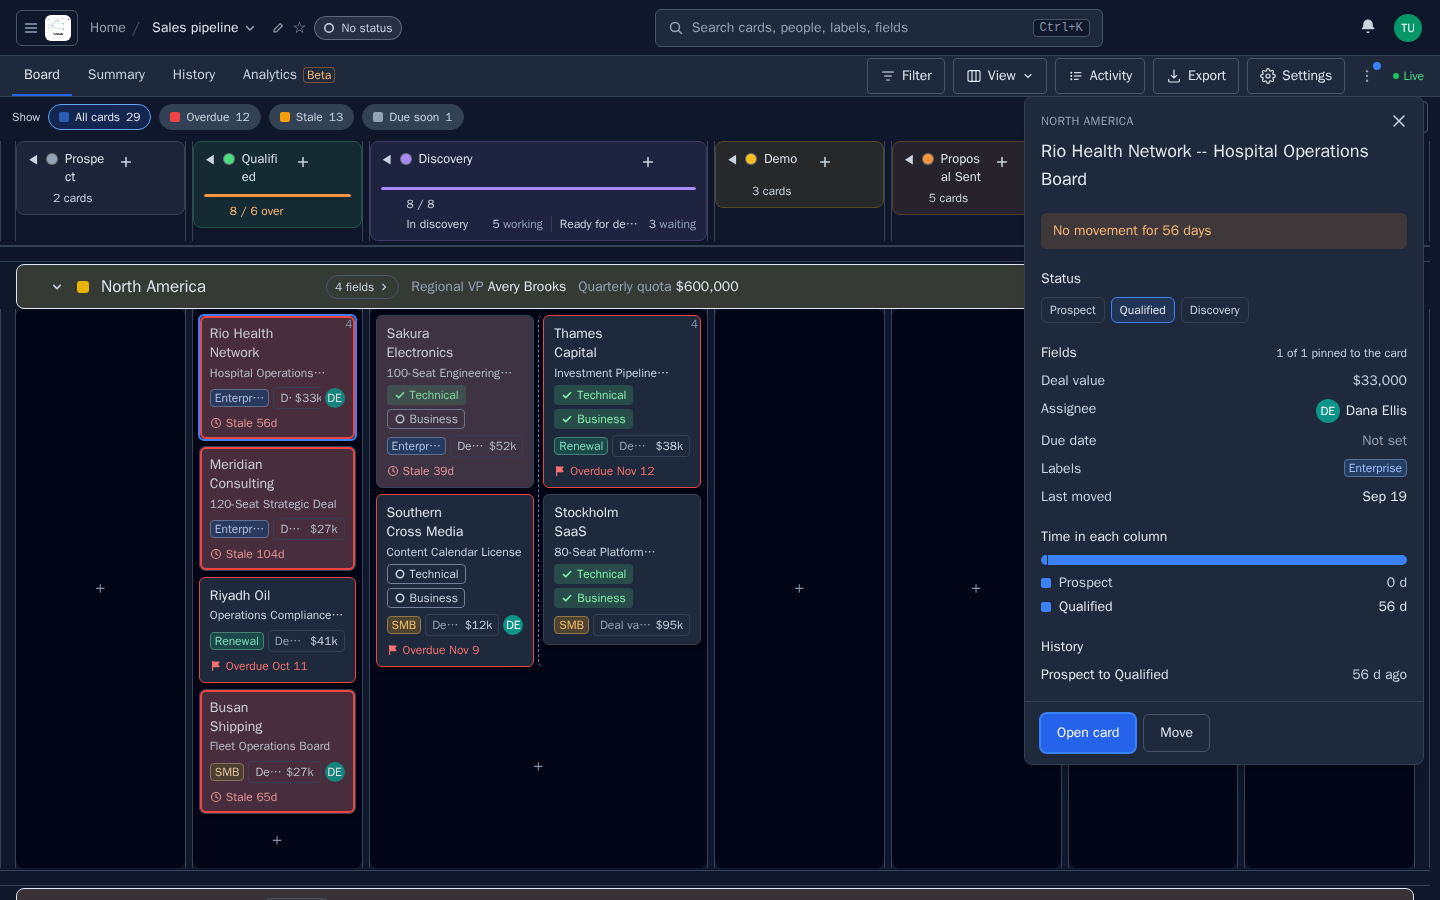 Home / Sales pipeline No status Search cards, people, labels, fields Ctrl+K TU
Board Summary History Analytics Beta Filter View Activity Export Settings Live
Show All cards 29 Overdue 12 Stale 13 Due soon 1
Prospe
ct
2 cards
Qualifi
ed
8 / 6 over
Discovery
8 / 8
In discovery 5 working Ready for de··· 3 waiting
Demo
3 cards
Propos
al Sent
5 cards
North America 4 fields Regional VP Avery Brooks Quarterly quota $600,000
4
Rio Health
Network
Hospital Operations···
Enterpr··· D· $33k DE
Stale 56d
Meridian
Consulting
120-Seat Strategic Deal
Enterpr··· D··· $27k
Stale 104d
Riyadh Oil
Operations Compliance···
Renewal De··· $41k
Overdue Oct 11
Busan
Shipping
Fleet Operations Board
SMB De··· $27k DE
Stale 65d
Sakura
Electronics
100-Seat Engineering···
Technical
Business
Enterpr··· De··· $52k
Stale 39d
Southern
Cross Media
Content Calendar License
Technical
Business
SMB De··· $12k DE
Overdue Nov 9
4
Thames
Capital
Investment Pipeline···
Technical
Business
Renewal De··· $38k
Overdue Nov 12
Stockholm
SaaS
80-Seat Platform···
Technical
Business
SMB Deal va··· $95k
NORTH AMERICA
Rio Health Network -- Hospital Operations
Board
No movement for 56 days
Status
Prospect Qualified Discovery
Fields 1 of 1 pinned to the card
Deal value $33,000
Assignee DE Dana Ellis
Due date Not set
Labels Enterprise
Last moved Sep 19
Time in each column
Prospect 0 d
Qualified 56 d
History
Prospect to Qualified 56 d ago
Open card Move